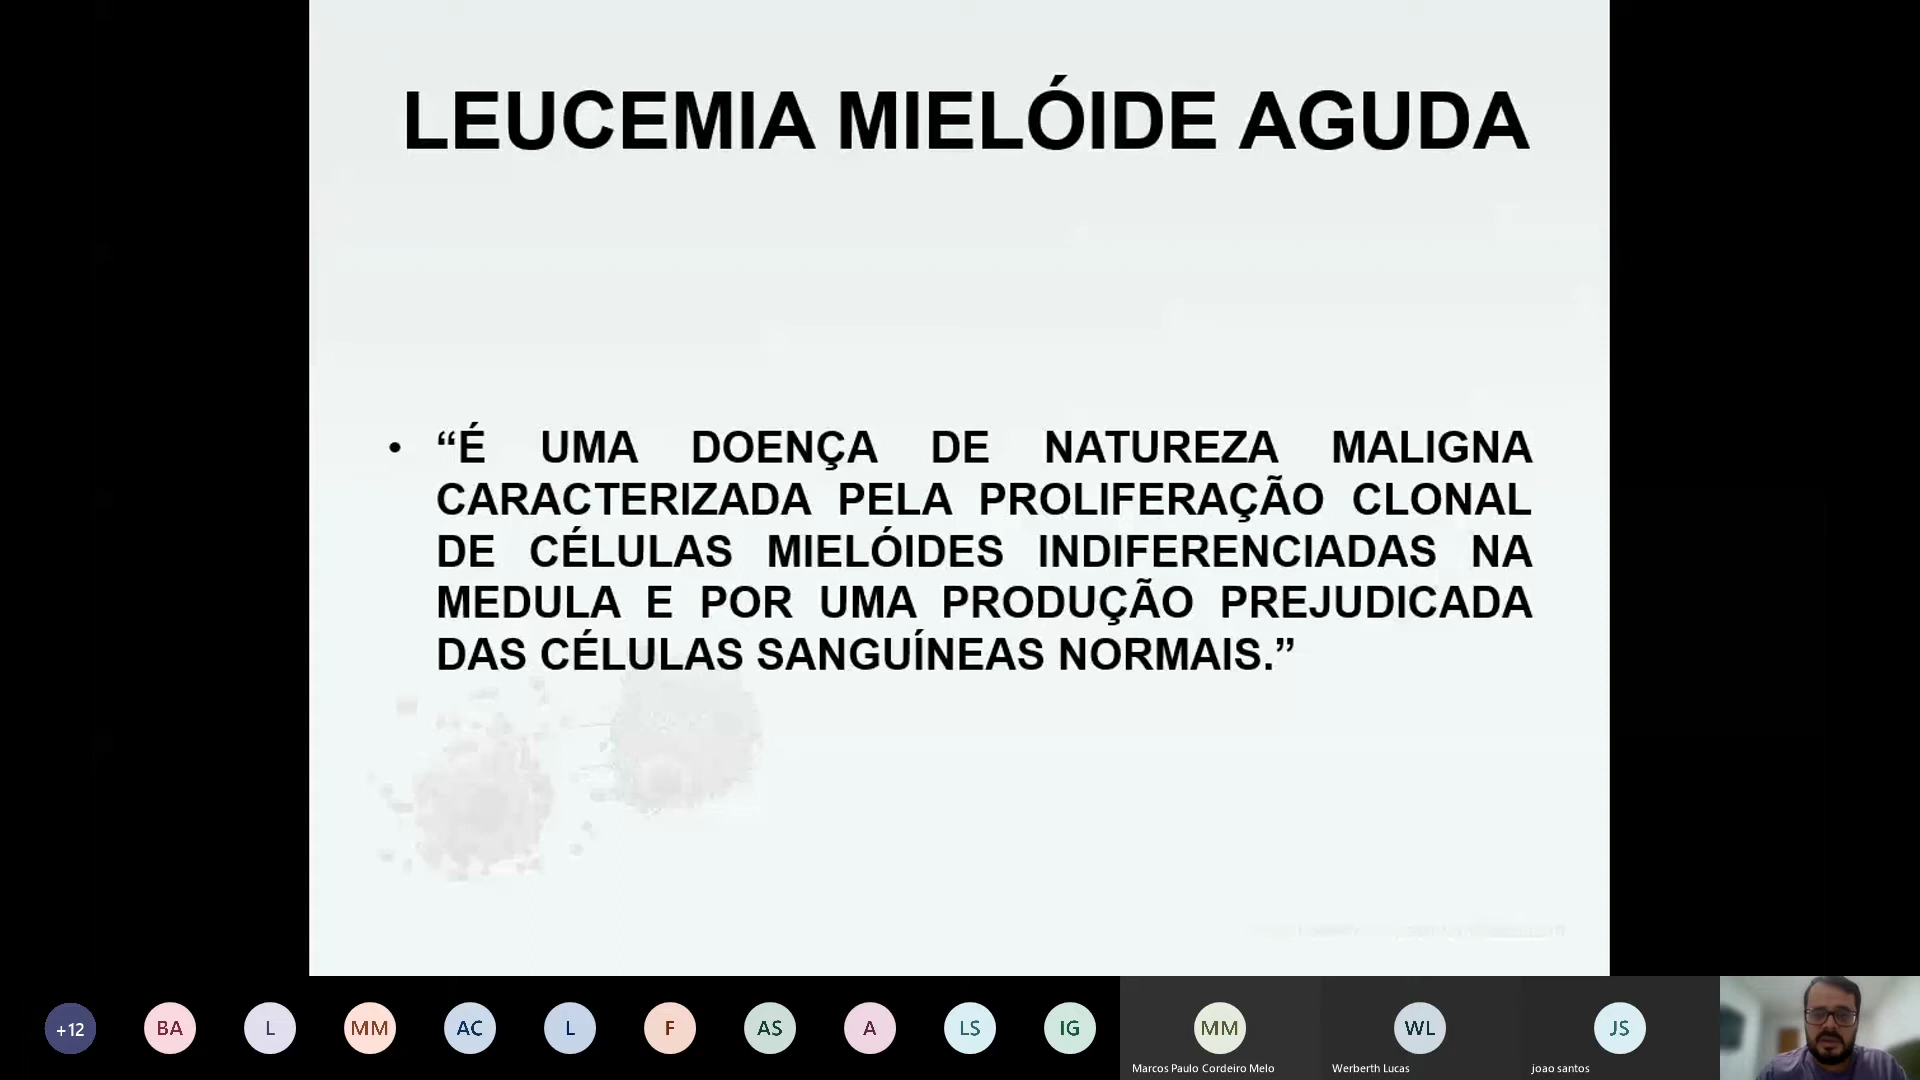 LEUCEMIA MIELÓIDE AGUDA
• “É UMA DOENÇA DE NATUREZA MALIGNA
CARACTERIZADA PELA PROLIFERAÇÃO CLONAL
DE CÉLULAS MIELÓIDES INDIFERENCIADAS NA
MEDULA E POR UMA PRODUÇÃO PREJUDICADA
DAS CÉLULAS SANGUÍNEAS NORMAIS.”
+12 BA L MM AC L F AS A LS IG MM WL JS
Marcos Paulo Cordeiro Melo Werberth Lucas joao santos